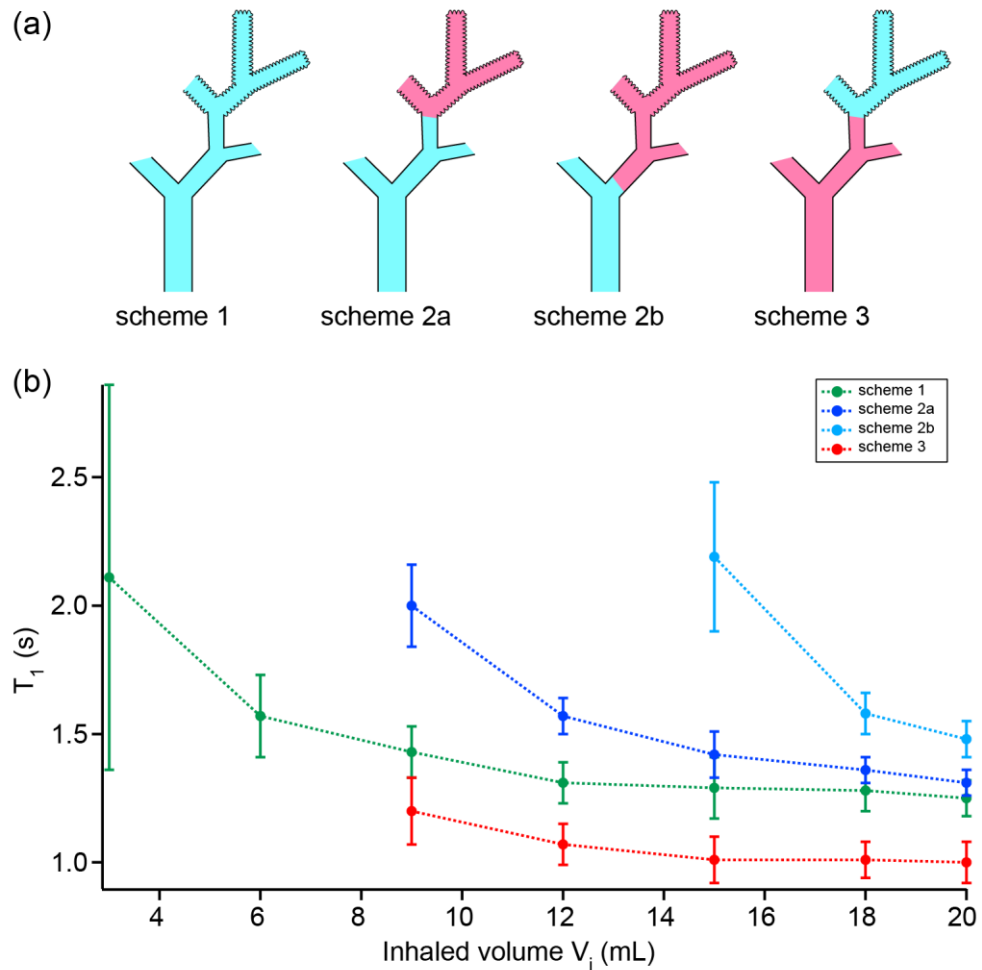 (a)
scheme 1
scheme 2a
scheme 2b
scheme 3
(b)
scheme 1
scheme 2a
scheme 2b
scheme 3
2.5
2.0
1.5
1.0
T₁ (s)
4 6 8 10 12 14 16 18 20
Inhaled volume Vᵢ (mL)